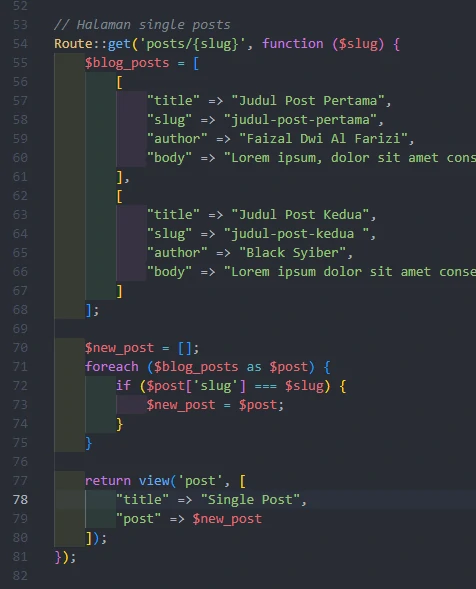 52
53 // Halaman single posts
54 Route::get('posts/{slug}', function ($slug) {
55 $blog_posts = [
56 [
57 "title" => "Judul Post Pertama",
58 "slug" => "judul-post-pertama",
59 "author" => "Faizal Dwi Al Farizi",
60 "body" => "Lorem ipsum, dolor sit amet cons
61 ],
62 [
63 "title" => "Judul Post Kedua",
64 "slug" => "judul-post-kedua ",
65 "author" => "Black Syiber",
66 "body" => "Lorem ipsum dolor sit amet conse
67 ]
68 ];
69
70 $new_post = [];
71 foreach ($blog_posts as $post) {
72 if ($post['slug'] === $slug) {
73 $new_post = $post;
74 }
75 }
76
77 return view('post', [
78 "title" => "Single Post",
79 "post" => $new_post
80 ]);
81 });
82